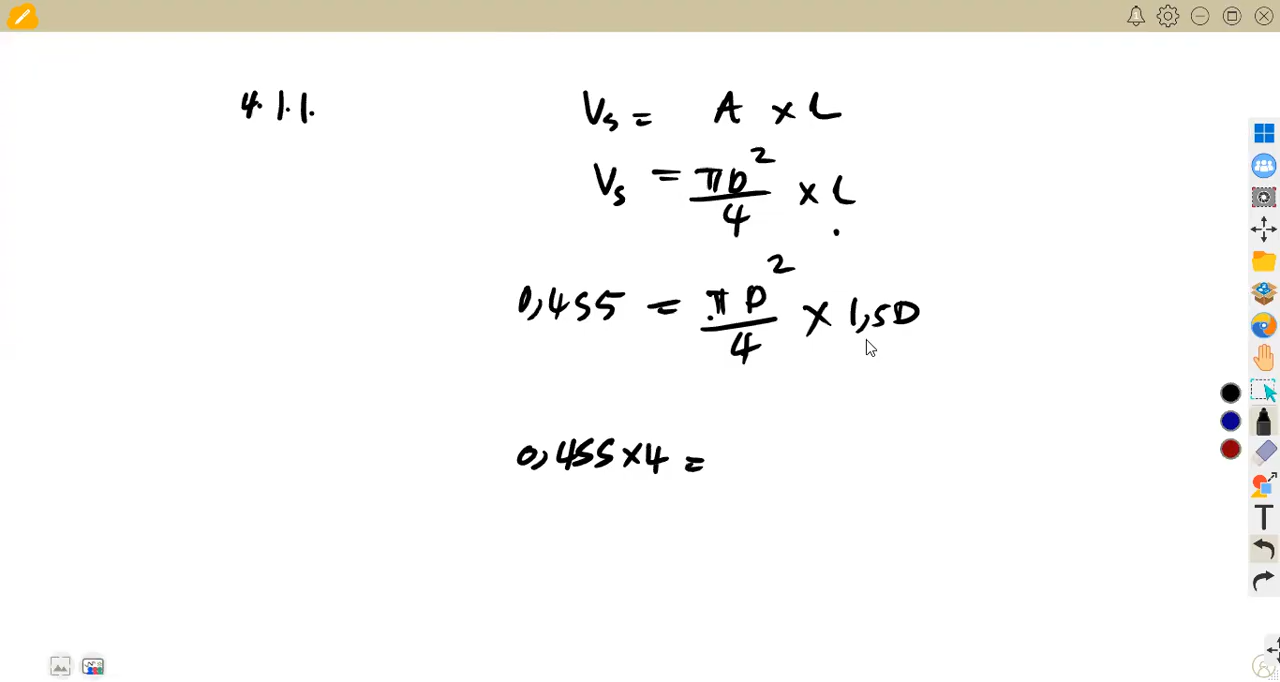 4.1.1.
Vs = A × L
Vs = πD²/4 × L
0,455 = πD²/4 × 1,5D
0,455×4 =